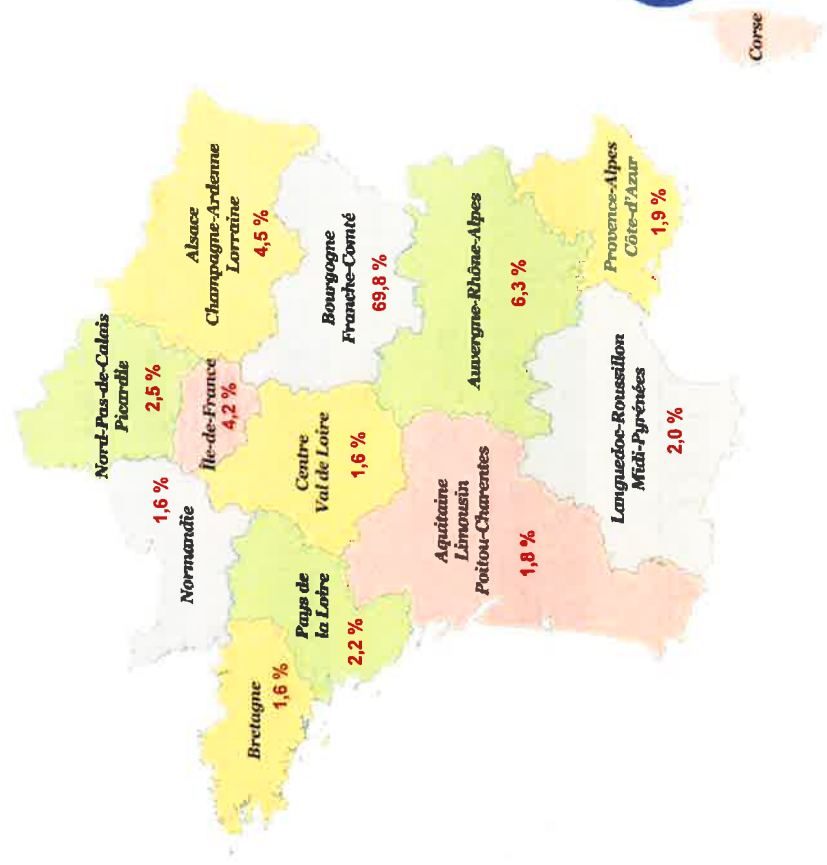 Nord-Pas-de-Calais
Picardie
2,5 %
1,6 %
Normandie
Île-de-France
4,2 %
Alsace
Champagne-Ardenne
Lorraine
4,5 %
Bretagne
1,6 %
Pays de
la Loire
2,2 %
Centre
Val de Loire
1,6 %
Bourgogne
Franche-Comté
69,8 %
Aquitaine
Limousin
Poitou-Charentes
1,8 %
Auvergne-Rhône-Alpes
6,3 %
Languedoc-Roussillon
Midi-Pyrénées
2,0 %
Provence-Alpes
Côte-d'Azur
1,9 %
Corse